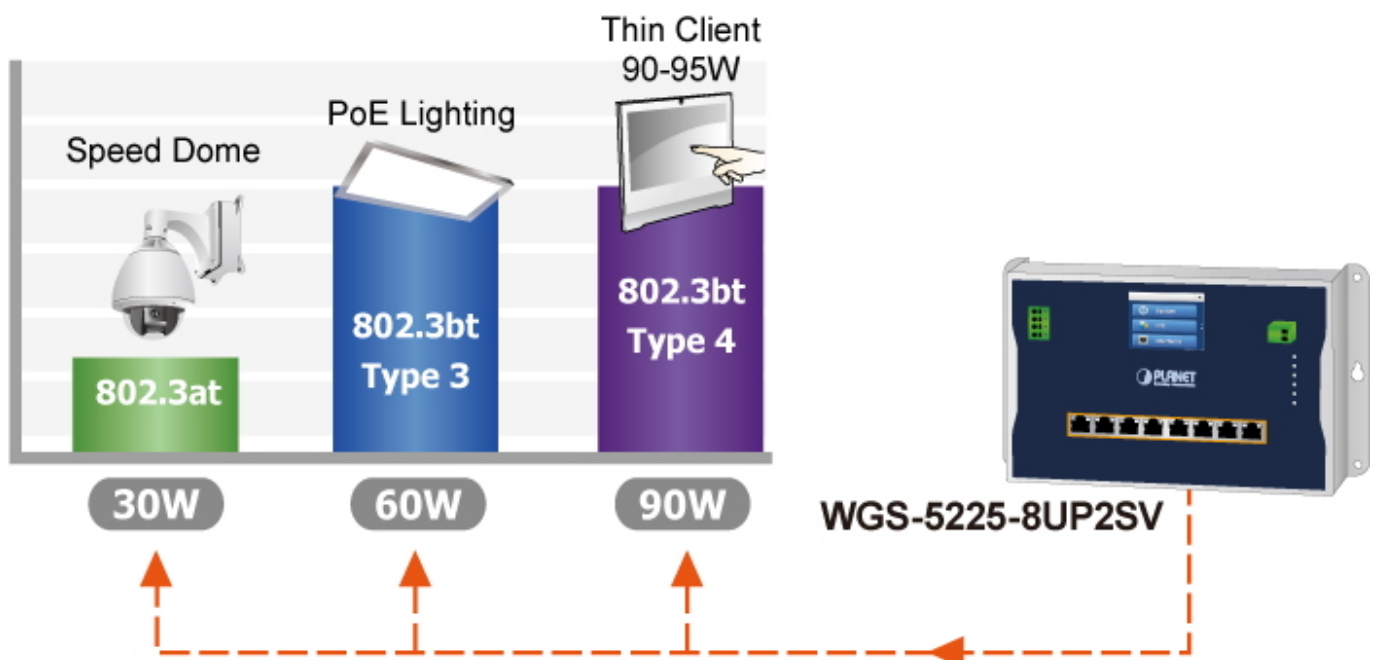 Thin Client
90-95W
PoE Lighting
Speed Dome
802.3at
802.3bt
Type 3
802.3bt
Type 4
30W
60W
90W
PLANET
WGS-5225-8UP2SV